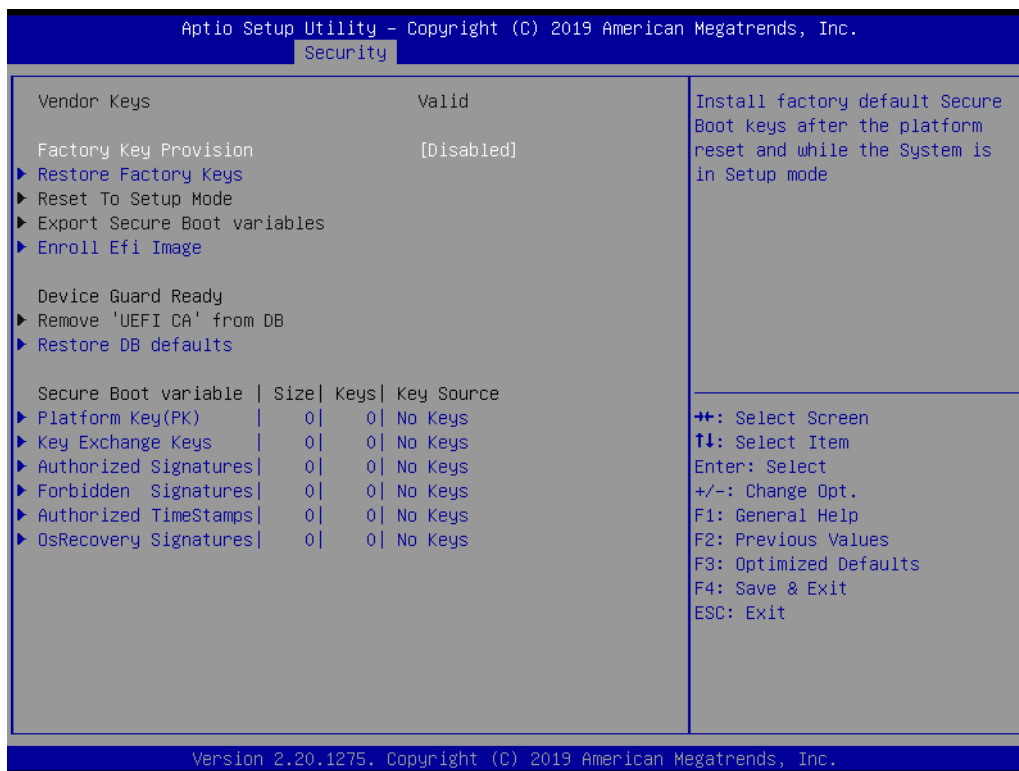 Aptio Setup Utility – Copyright (C) 2019 American Megatrends, Inc.
Security
Vendor Keys Valid
Factory Key Provision [Disabled]
▶ Restore Factory Keys
▶ Reset To Setup Mode
▶ Export Secure Boot variables
▶ Enroll Efi Image
Device Guard Ready
▶ Remove 'UEFI CA' from DB
▶ Restore DB defaults
Secure Boot variable | Size| Keys| Key Source
▶ Platform Key(PK) | 0| 0| No Keys
▶ Key Exchange Keys | 0| 0| No Keys
▶ Authorized Signatures| 0| 0| No Keys
▶ Forbidden Signatures| 0| 0| No Keys
▶ Authorized TimeStamps| 0| 0| No Keys
▶ OsRecovery Signatures| 0| 0| No Keys
Install factory default Secure
Boot keys after the platform
reset and while the System is
in Setup mode
→←: Select Screen
↑↓: Select Item
Enter: Select
+/-: Change Opt.
F1: General Help
F2: Previous Values
F3: Optimized Defaults
F4: Save & Exit
ESC: Exit
Version 2.20.1275. Copyright (C) 2019 American Megatrends, Inc.